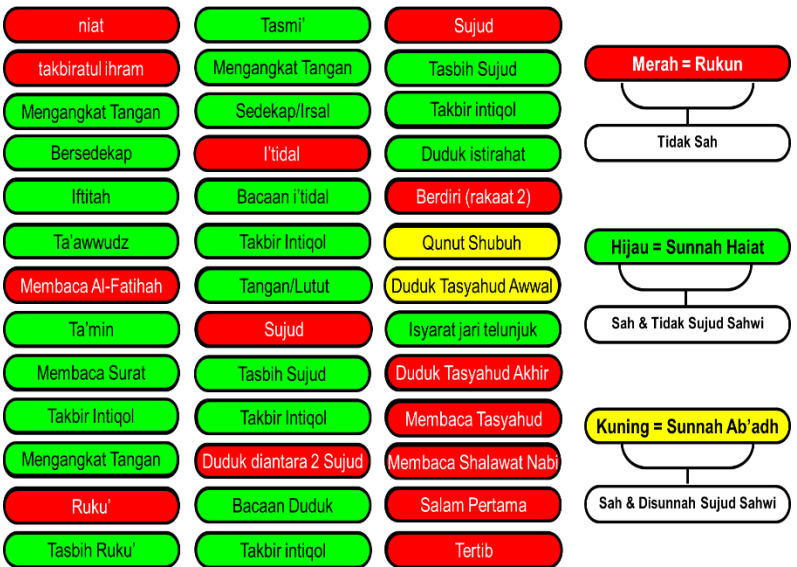 niat
takbiratul ihram
Mengangkat Tangan
Bersedekap
Iftitah
Ta'awwudz
Membaca Al-Fatihah
Ta'min
Membaca Surat
Takbir Intiqol
Mengangkat Tangan
Ruku'
Tasbih Ruku'
Tasmi'
Mengangkat Tangan
Sedekap/Irsal
I'tidal
Bacaan i'tidal
Takbir Intiqol
Tangan/Lutut
Sujud
Tasbih Sujud
Takbir Intiqol
Duduk diantara 2 Sujud
Bacaan Duduk
Takbir intiqol
Sujud
Tasbih Sujud
Takbir intiqol
Duduk istirahat
Berdiri (rakaat 2)
Qunut Shubuh
Duduk Tasyahud Awwal
Isyarat jari telunjuk
Duduk Tasyahud Akhir
Membaca Tasyahud
Membaca Shalawat Nabi
Salam Pertama
Tertib
Merah = Rukun
Tidak Sah
Hijau = Sunnah Haiat
Sah & Tidak Sujud Sahwi
Kuning = Sunnah Ab'adh
Sah & Disunnah Sujud Sahwi